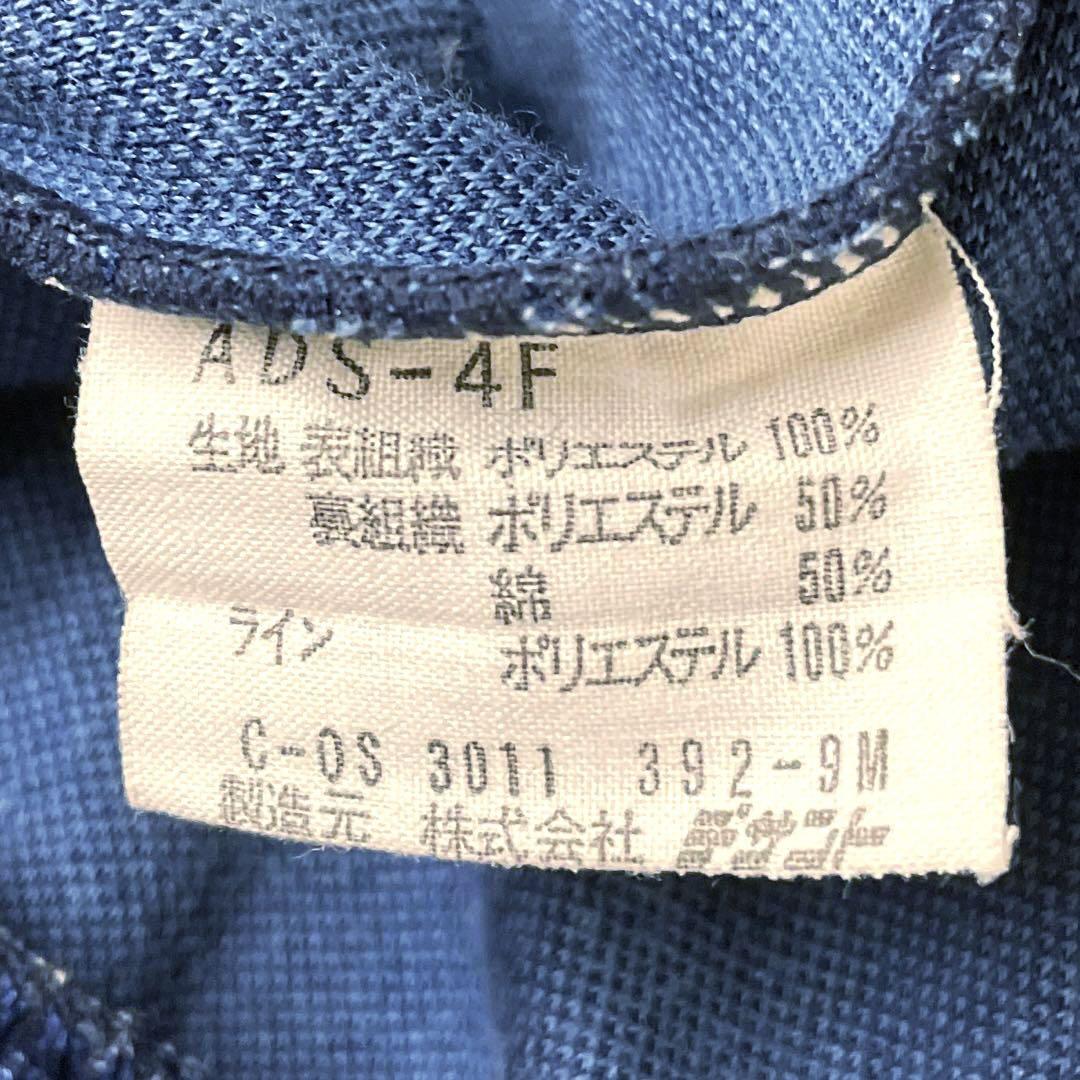 ADS-4F
生地 表組織 ポリエステル 100%
裏組織 ポリエステル 50%
綿 50%
ライン ポリエステル 100%
C-OS 3011 392-9M
製造元 株式会社 デサント